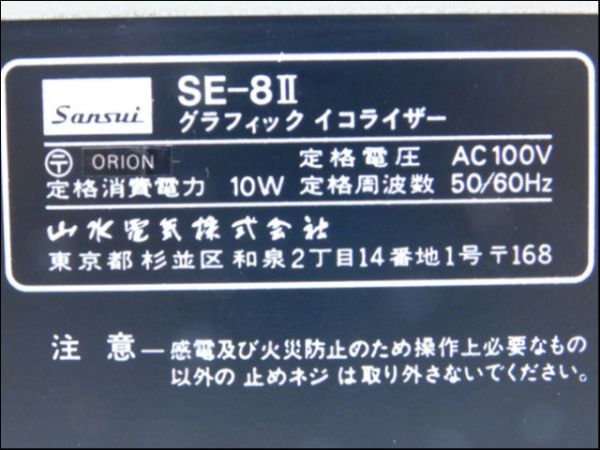 Sansui
SE-8Ⅱ
グラフィック イコライザー
〒 ORION 定格電圧 AC100V
定格消費電力 10W 定格周波数 50/60Hz
山水電気株式会社
東京都杉並区和泉2丁目14番地1号〒168
注 意 ― 感電及び火災防止のため操作上必要なもの
以外の止めネジは取り外さないでください。